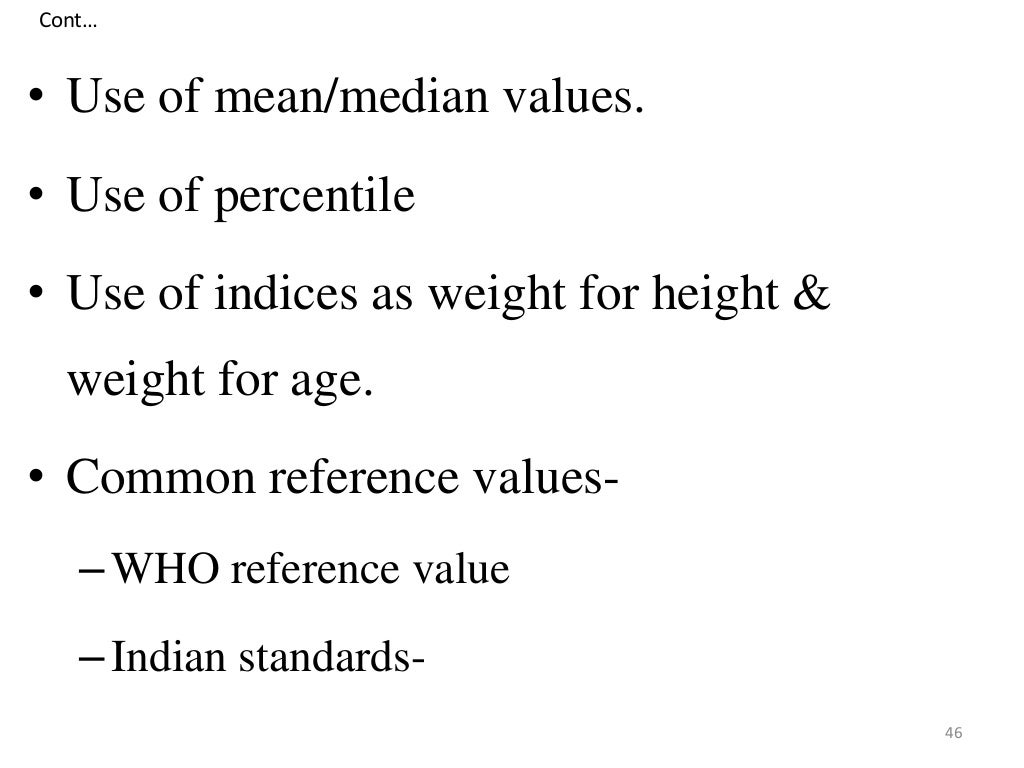 Cont…
• Use of mean/median values.
• Use of percentile
• Use of indices as weight for height &
weight for age.
• Common reference values-
– WHO reference value
– Indian standards-
46